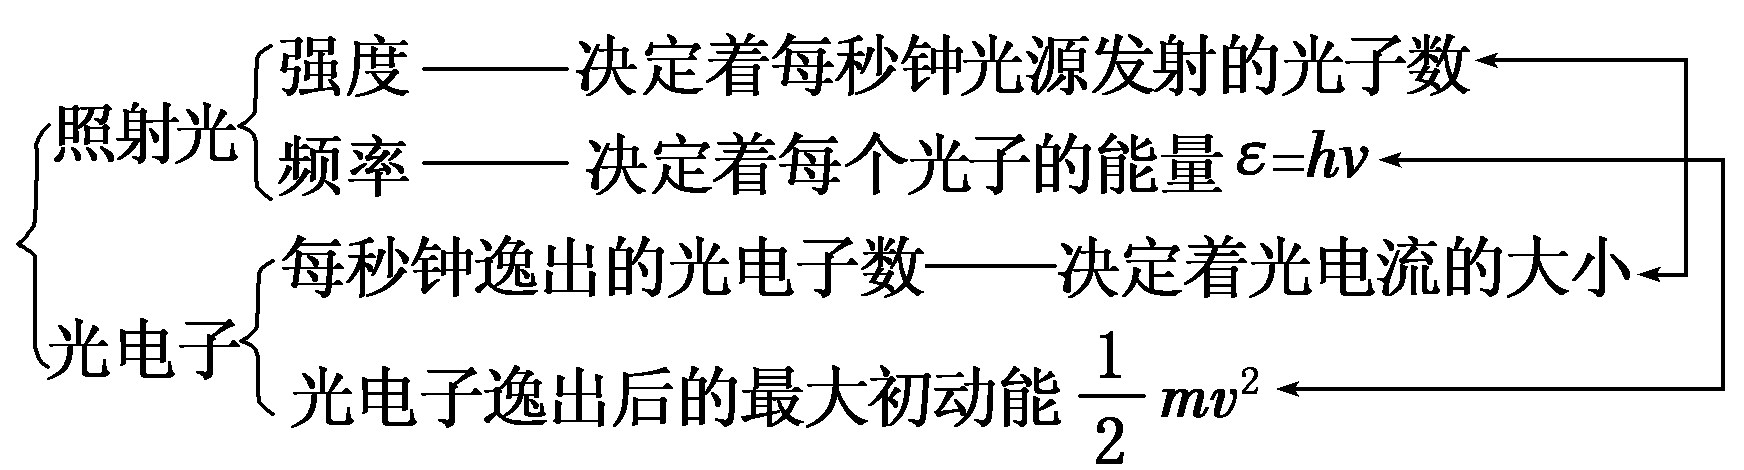 照射光
强度——决定着每秒钟光源发射的光子数
频率——决定着每个光子的能量ε=hν
光电子
每秒钟逸出的光电子数——决定着光电流的大小
光电子逸出后的最大初动能 1/2 mv²